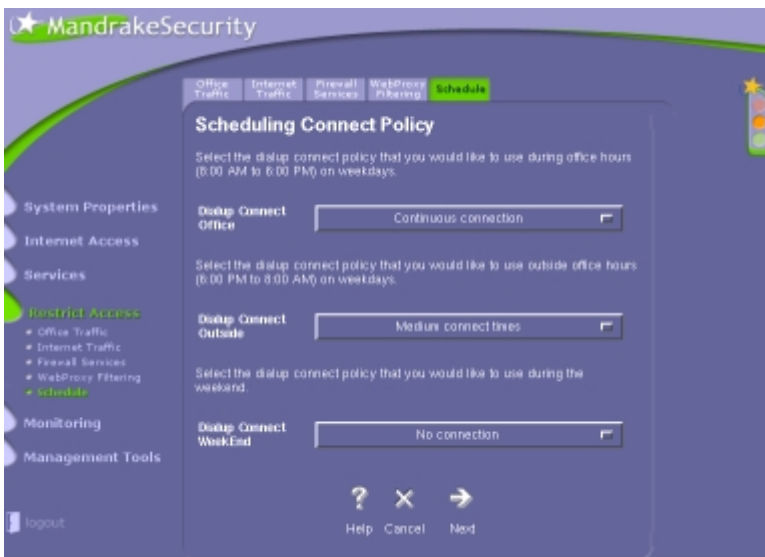 MandrakeSecurity
Office Traffic
Internet Traffic
Firewall Services
WebProxy Filtering
Schedule
Scheduling Connect Policy
Select the dialup connect policy that you would like to use during office hours
(8:00 AM to 6:00 PM) on weekdays.
Dialup Connect
Office
Continuous connection
Select the dialup connect policy that you would like to use outside office hours
(6:00 PM to 8:00 AM) on weekdays.
Dialup Connect
Outside
Medium connect times
Select the dialup connect policy that you would like to use during the
weekend.
Dialup Connect
WeekEnd
No connection
Help
Cancel
Next
System Properties
Internet Access
Services
Restrict Access
Office Traffic
Internet Traffic
Firewall Services
WebProxy Filtering
Schedule
Monitoring
Management Tools
logout